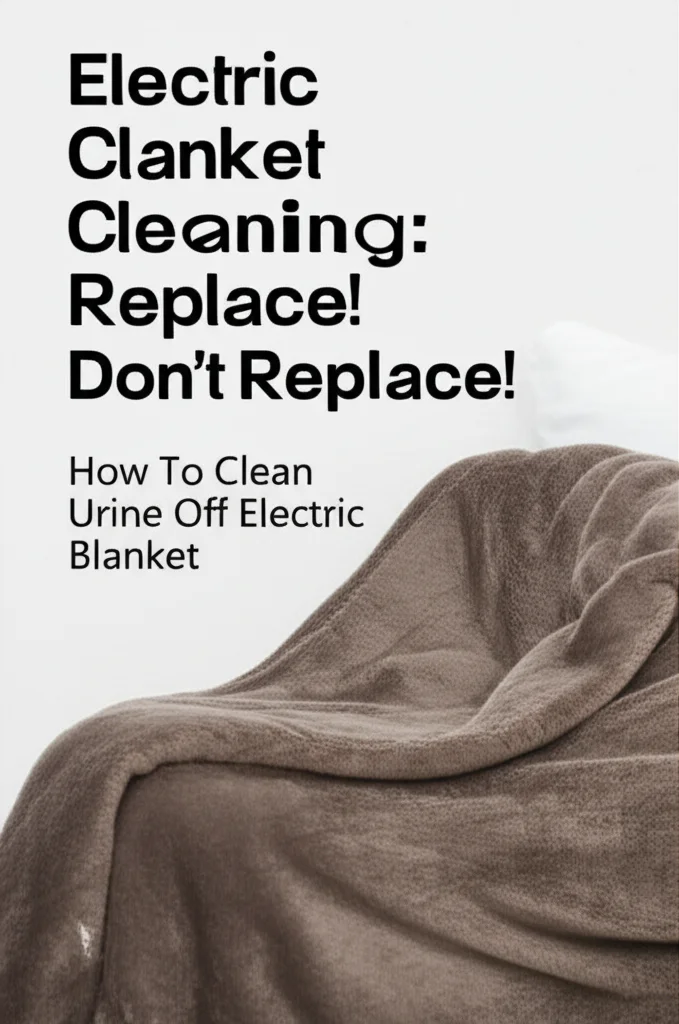 Electric
Clanket
Cleaning:
Replace!
Don't Replace!
How To Clean
Urine Off Electric
Blanket